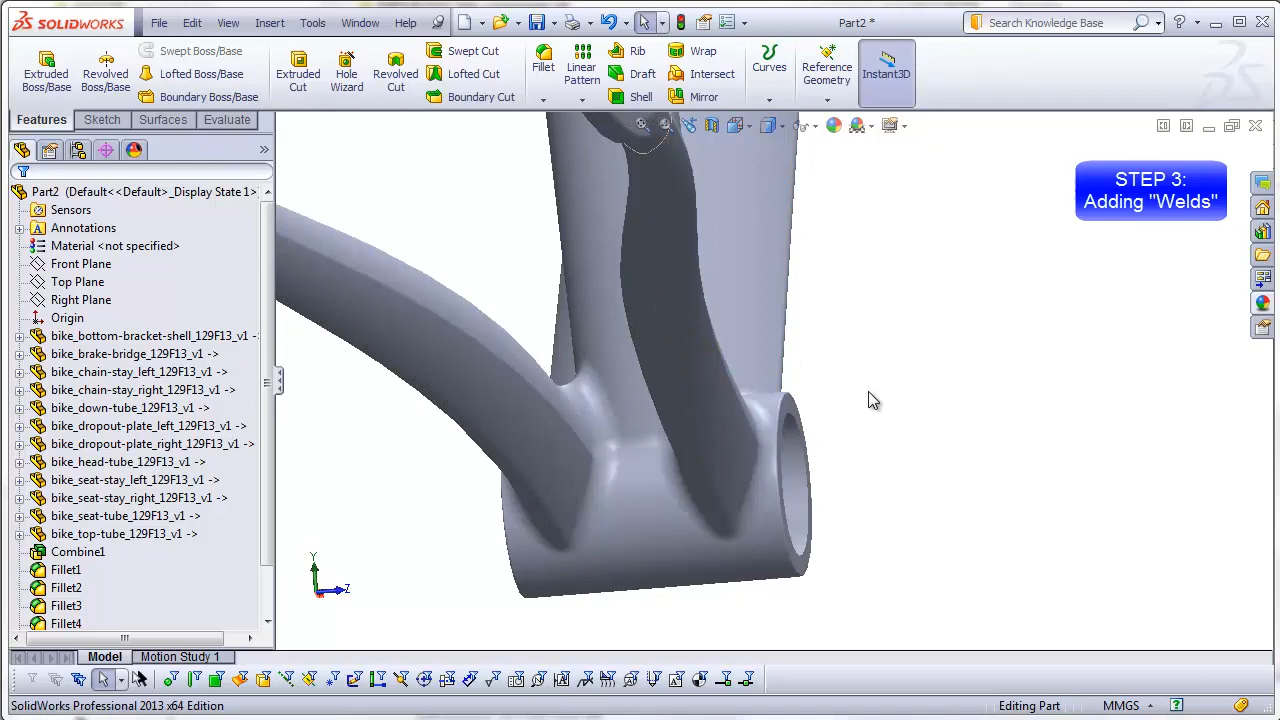 SOLIDWORKS File Edit View Insert Tools Window Help Part2 * Search Knowledge Base
Extruded Boss/Base
Revolved Boss/Base
Swept Boss/Base
Lofted Boss/Base
Boundary Boss/Base
Extruded Cut
Hole Wizard
Revolved Cut
Swept Cut
Lofted Cut
Boundary Cut
Fillet
Linear Pattern
Rib
Draft
Shell
Wrap
Intersect
Mirror
Curves
Reference Geometry
Instant3D
Features Sketch Surfaces Evaluate
Part2 (Default<<Default>_Display State 1>
Sensors
Annotations
Material <not specified>
Front Plane
Top Plane
Right Plane
Origin
bike_bottom-bracket-shell_129F13_v1 ->
bike_brake-bridge_129F13_v1 ->
bike_chain-stay_left_129F13_v1 ->
bike_chain-stay_right_129F13_v1 ->
bike_down-tube_129F13_v1 ->
bike_dropout-plate_left_129F13_v1 ->
bike_dropout-plate_right_129F13_v1 ->
bike_head-tube_129F13_v1 ->
bike_seat-stay_left_129F13_v1 ->
bike_seat-stay_right_129F13_v1 ->
bike_seat-tube_129F13_v1 ->
bike_top-tube_129F13_v1 ->
Combine1
Fillet1
Fillet2
Fillet3
Fillet4
STEP 3:
Adding "Welds"
Y
Z
Model Motion Study 1
SolidWorks Professional 2013 x64 Edition Editing Part MMGS